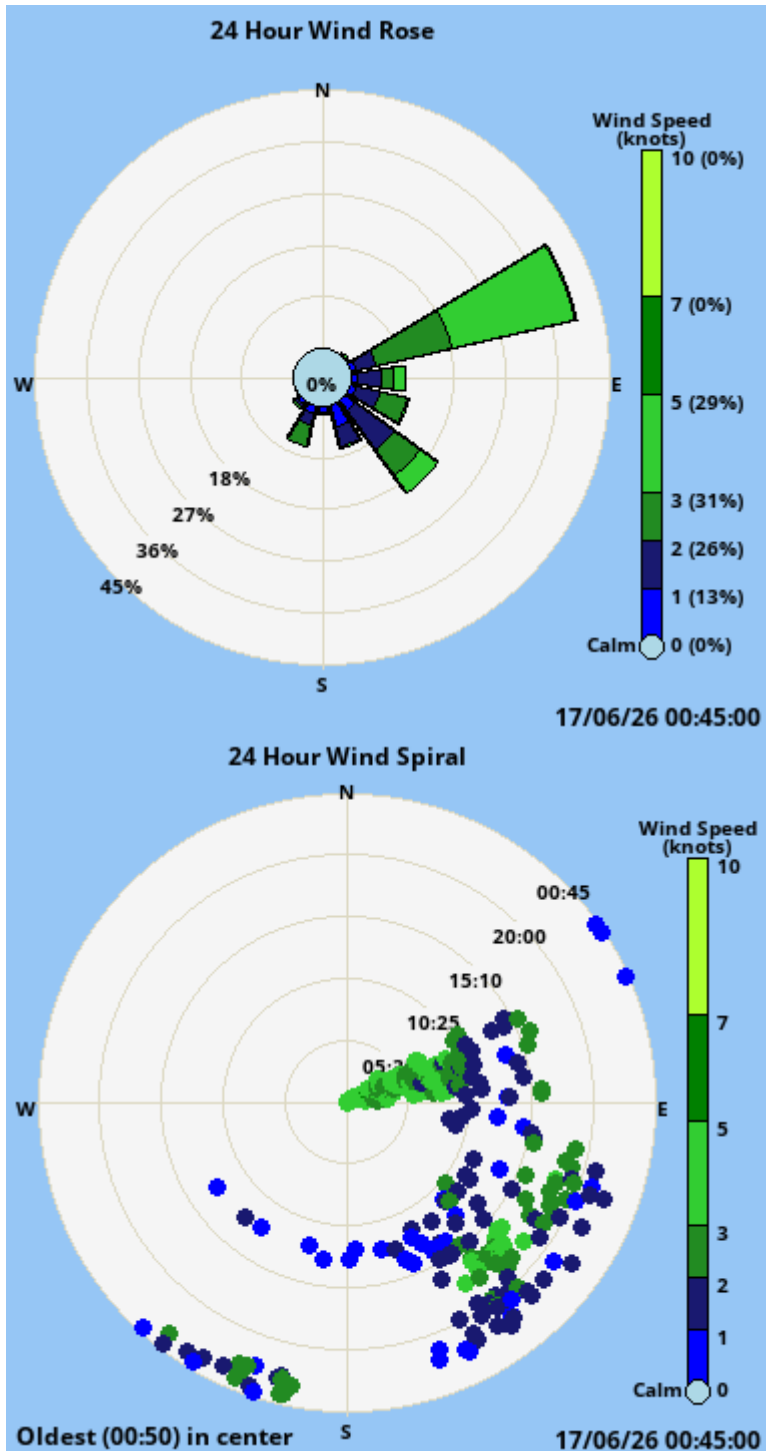 24 Hour Wind Rose
N
Wind Speed
(knots)
10 (0%)
7 (0%)
W
0%
E
5 (29%)
18%
3 (31%)
27%
2 (26%)
36%
1 (13%)
45%
Calm
0 (0%)
S
17/06/26 00:45:00
24 Hour Wind Spiral
N
Wind Speed
(knots)
10
00:45
20:00
15:10
7
10:25
W
E
5
3
2
1
Calm
0
S
Oldest (00:50) in center
17/06/26 00:45:00